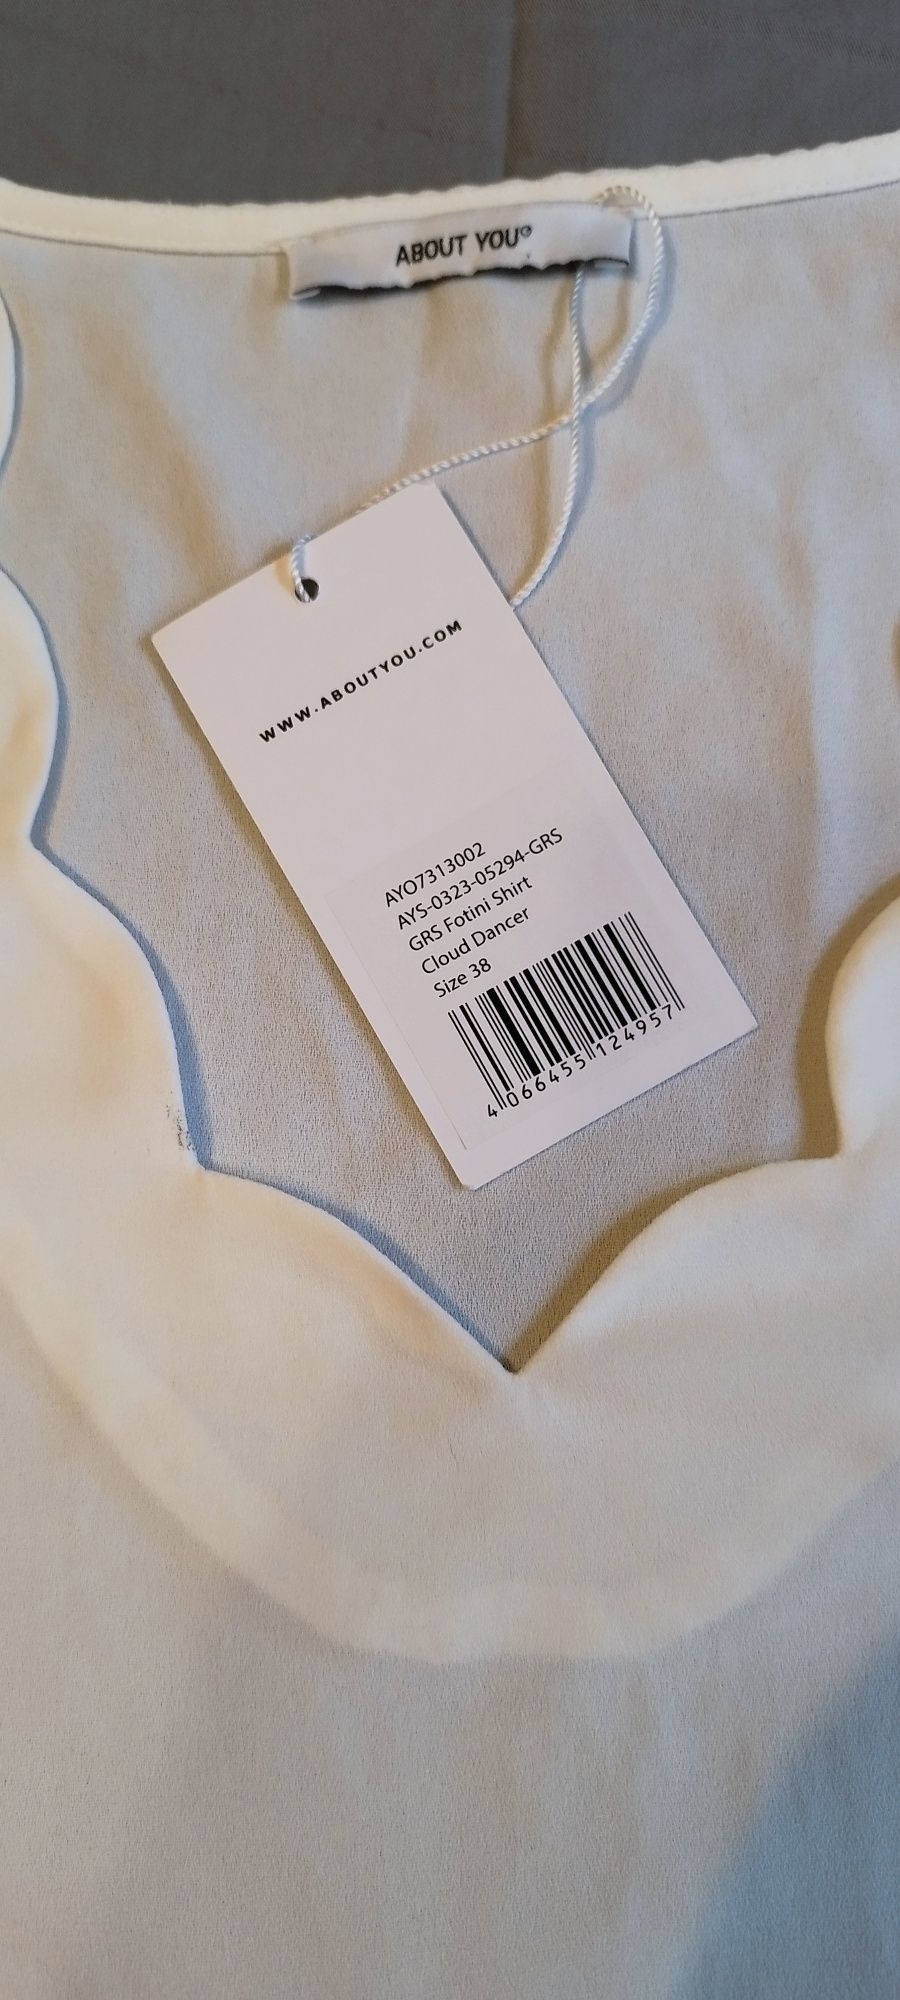 ABOUT YOU®
WWW.ABOUTYOU.COM
AYO7313002
AYS-0323-05294-GRS
GRS Fotini Shirt
Cloud Dancer
Size 38
4 066455 124957